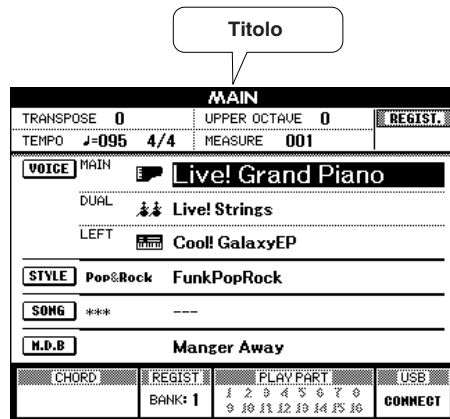 Titolo
MAIN
TRANSPOSE 0 UPPER OCTAVE 0 REGIST.
TEMPO ♩=095 4/4 MEASURE 001
VOICE MAIN Live! Grand Piano
DUAL Live! Strings
LEFT Cool! GalaxyEP
STYLE Pop&Rock FunkPopRock
SONG *** ---
M.D.B Manger Away
CHORD REGIST PLAY PART USB
BANK: 1 1 2 3 4 5 6 7 8 CONNECT
9 10 11 12 13 14 15 16